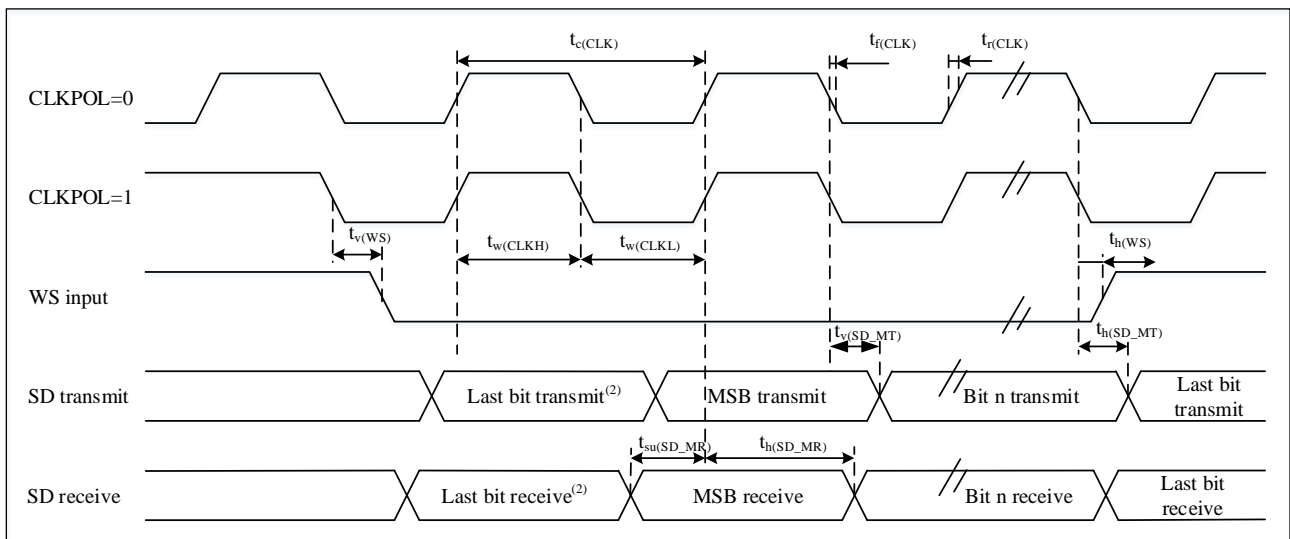 t_c(CLK)
t_f(CLK)
t_r(CLK)
CLKPOL=0
CLKPOL=1
t_v(WS)
t_w(CLKH)
t_w(CLKL)
t_h(WS)
WS input
t_v(SD_MT)
t_h(SD_MT)
SD transmit
Last bit transmit(2)
MSB transmit
Bit n transmit
Last bit
transmit
t_su(SD_MR)
t_h(SD_MR)
SD receive
Last bit receive(2)
MSB receive
Bit n receive
Last bit
receive